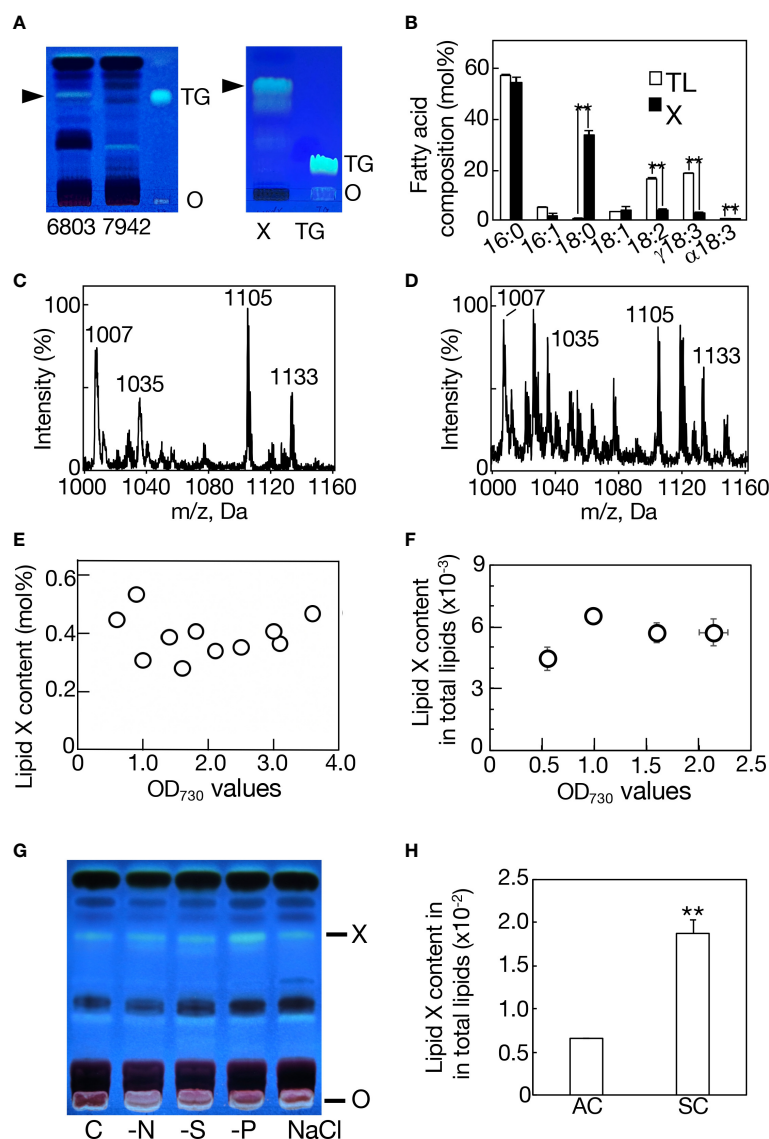 A
TG
O
6803 7942
TG
O
X TG
B
Fatty acid
composition (mol%)
60
40
20
0
TL
X
**
**
**
**
16:0 16:1 18:0 18:1 18:2 γ18:3 α18:3
C
Intensity (%)
100
0
1007
1035
1105
1133
1000 1040 1080 1120 1160
m/z, Da
D
Intensity (%)
100
0
1007
1035
1105
1133
1000 1040 1080 1120 1160
m/z, Da
E
Lipid X content (mol%)
0.6
0.4
0.2
0
0 1.0 2.0 3.0 4.0
OD730 values
F
Lipid X content
in total lipids (x10-3)
9
6
3
0
0 0.5 1.0 1.5 2.0 2.5
OD730 values
G
X
O
C -N -S -P NaCl
H
Lipid X content in
in total lipids (x10-2)
2.5
2.0
1.5
1.0
0.5
0
**
AC SC